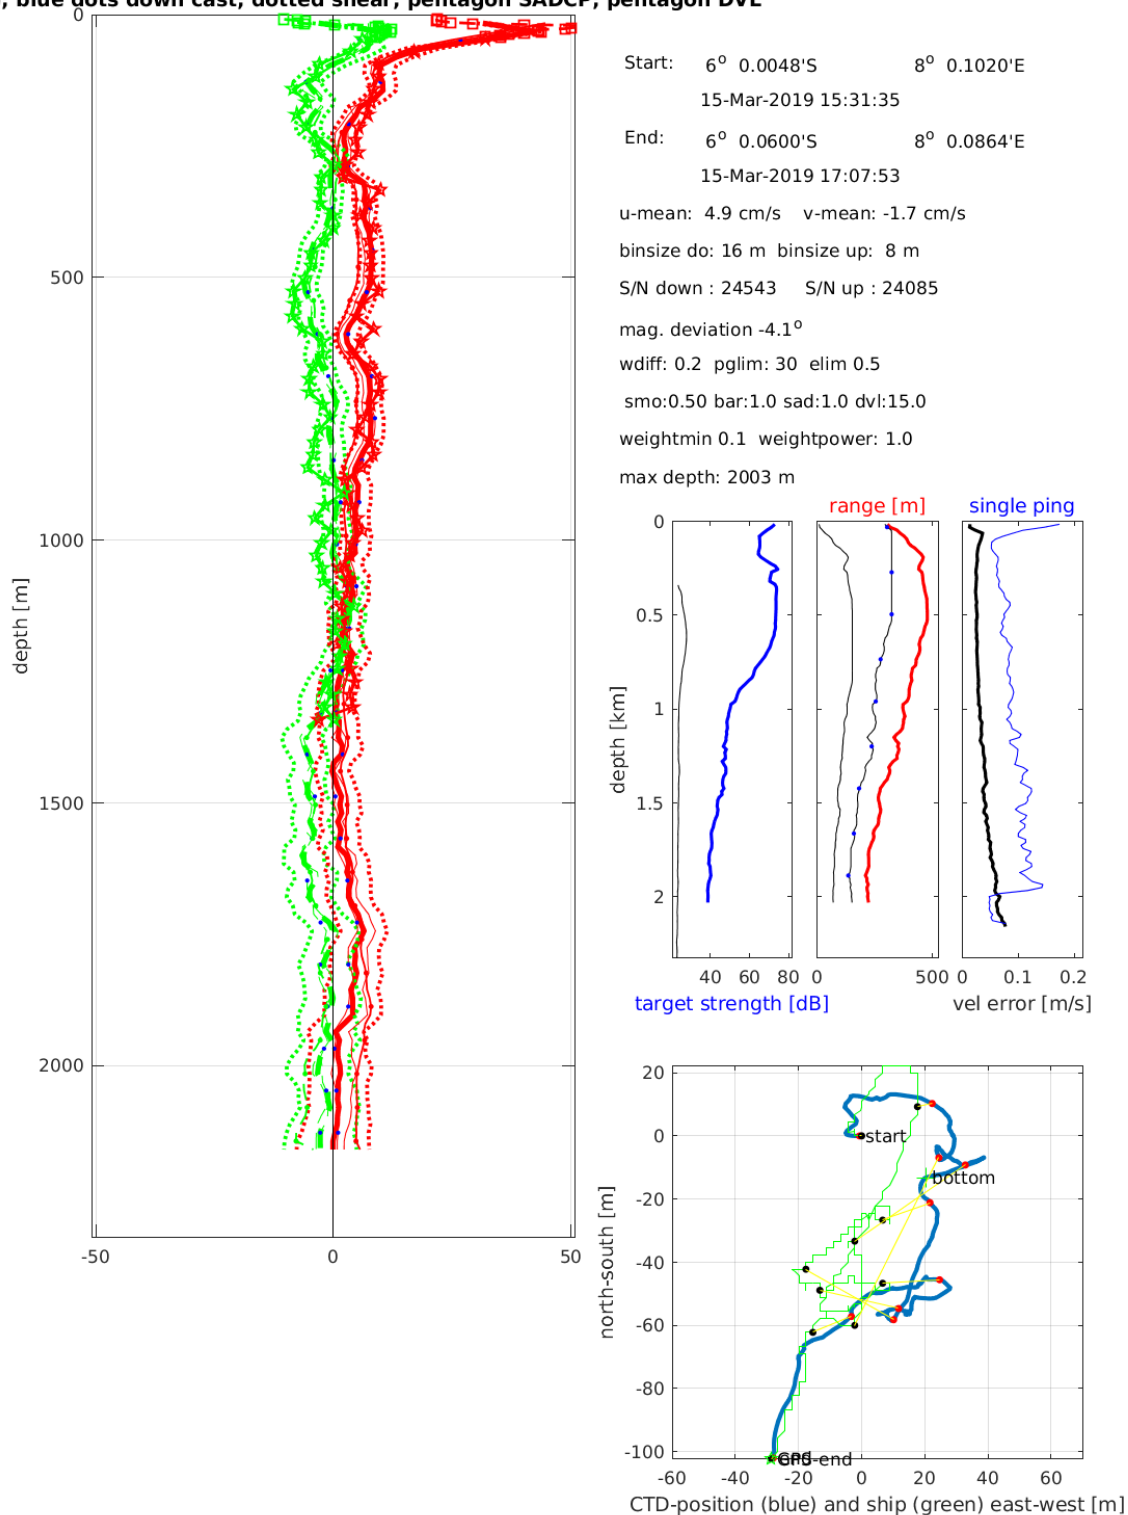 , blue dots down cast; dotted shear; pentagon SADCP; pentagon DVL
0
500
1000
1500
2000
depth [m]
-50
0
50
Start: 6o 0.0048'S 8o 0.1020'E
15-Mar-2019 15:31:35
End: 6o 0.0600'S 8o 0.0864'E
15-Mar-2019 17:07:53
u-mean: 4.9 cm/s v-mean: -1.7 cm/s
binsize do: 16 m binsize up: 8 m
S/N down : 24543 S/N up : 24085
mag. deviation -4.1o
wdiff: 0.2 pglim: 30 elim 0.5
smo:0.50 bar:1.0 sad:1.0 dvl:15.0
weightmin 0.1 weightpower: 1.0
max depth: 2003 m
range [m]
single ping
0
0.5
1
1.5
2
depth [km]
40 60 80
0 500
0 0.1 0.2
target strength [dB]
vel error [m/s]
20
0
-20
-40
-60
-80
-100
north-south [m]
start
bottom
-60 -40 -20 0 20 40 60
CTD-position (blue) and ship (green) east-west [m]